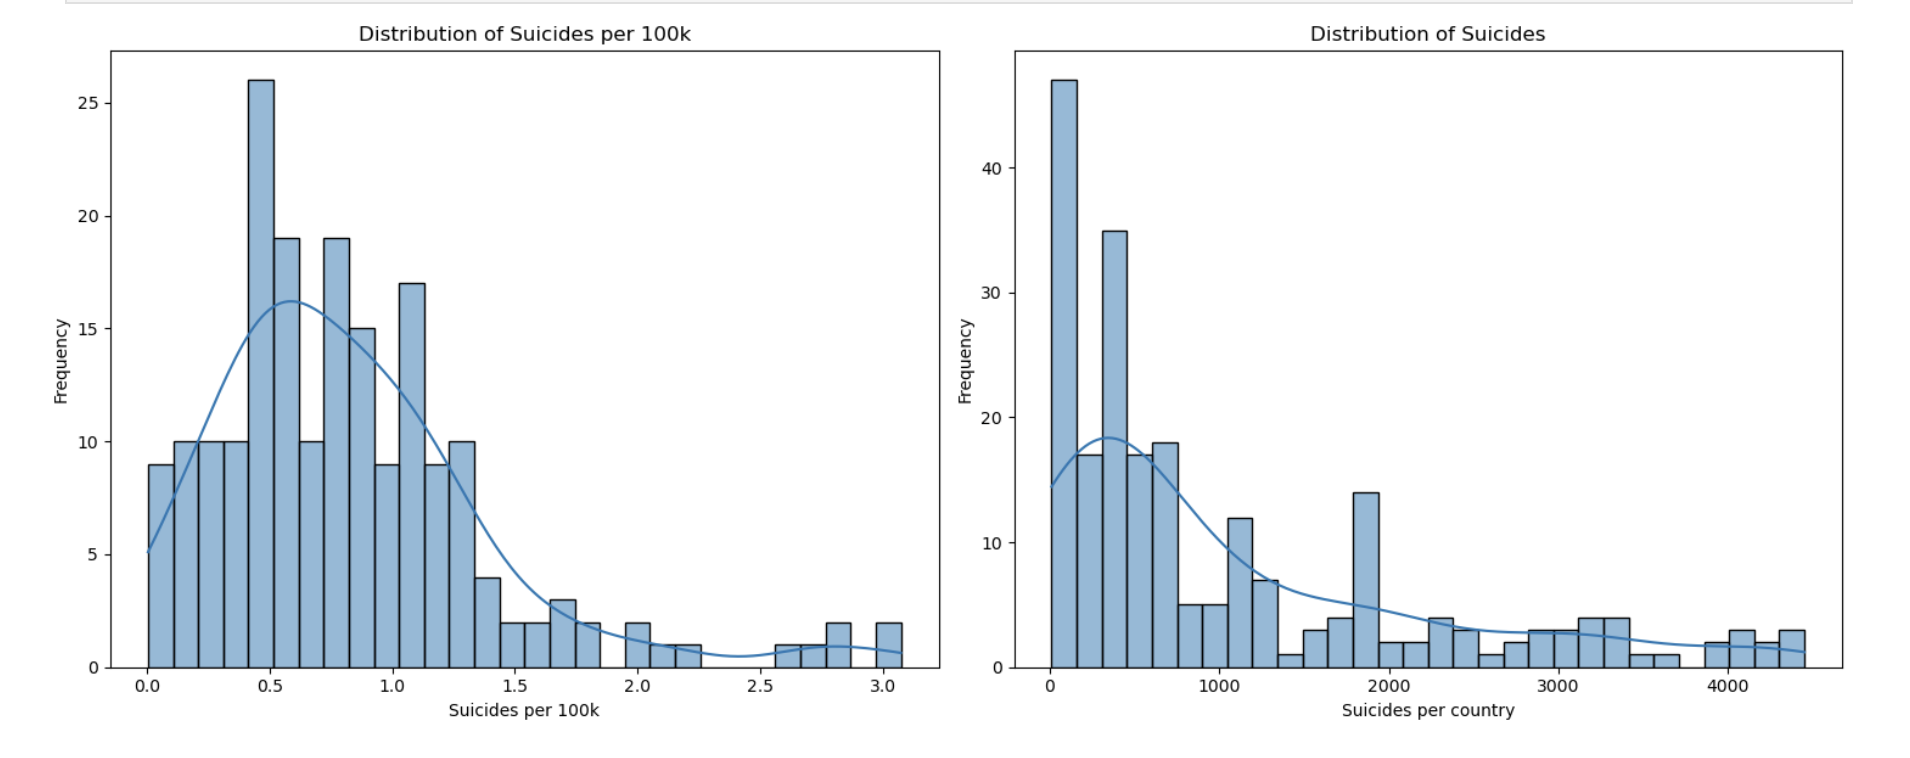 Distribution of Suicides per 100k
25
20
15
10
5
0
Frequency
0.0 0.5 1.0 1.5 2.0 2.5 3.0
Suicides per 100k
Distribution of Suicides
40
30
20
10
0
Frequency
0 1000 2000 3000 4000
Suicides per country